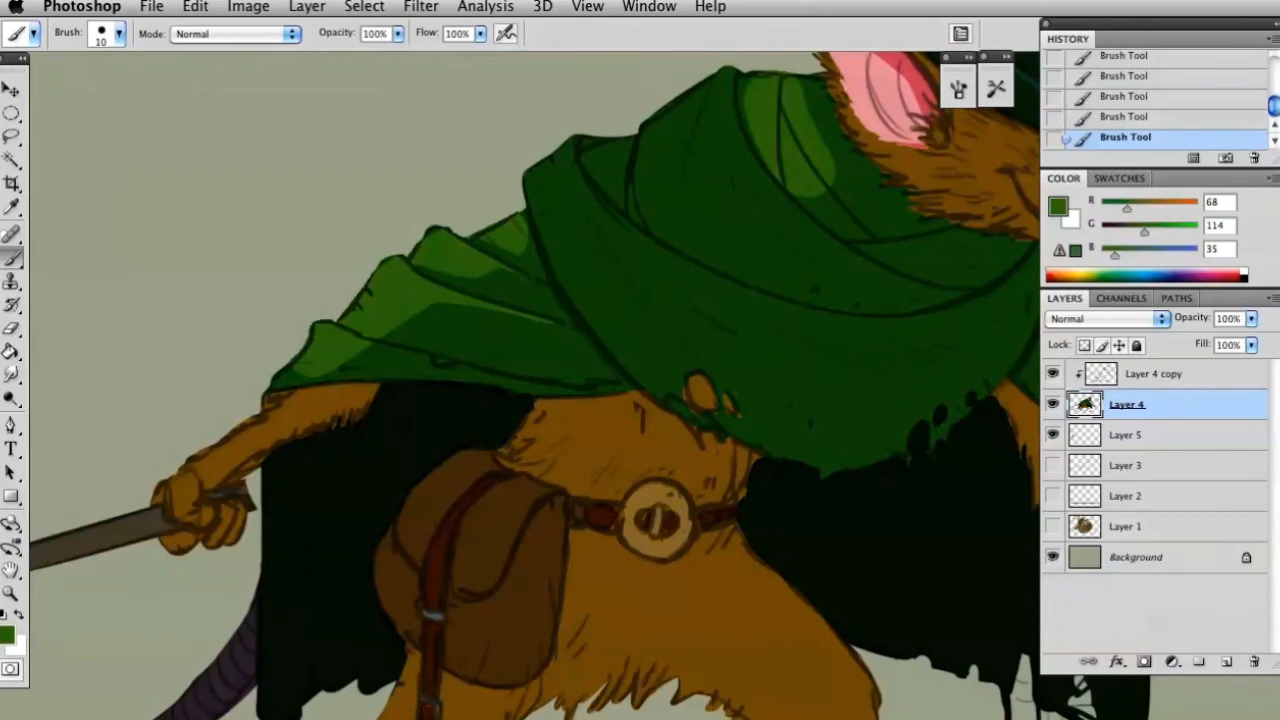 Photoshop File Edit Image Layer Select Filter Analysis 3D View Window Help
Brush: 10 Mode: Normal Opacity: 100% Flow: 100%
HISTORY
Brush Tool
Brush Tool
Brush Tool
Brush Tool
Brush Tool
COLOR SWATCHES
R 68
G 114
B 35
LAYERS CHANNELS PATHS
Normal Opacity: 100%
Lock: Fill: 100%
Layer 4 copy
Layer 4
Layer 5
Layer 3
Layer 2
Layer 1
Background
fx
T